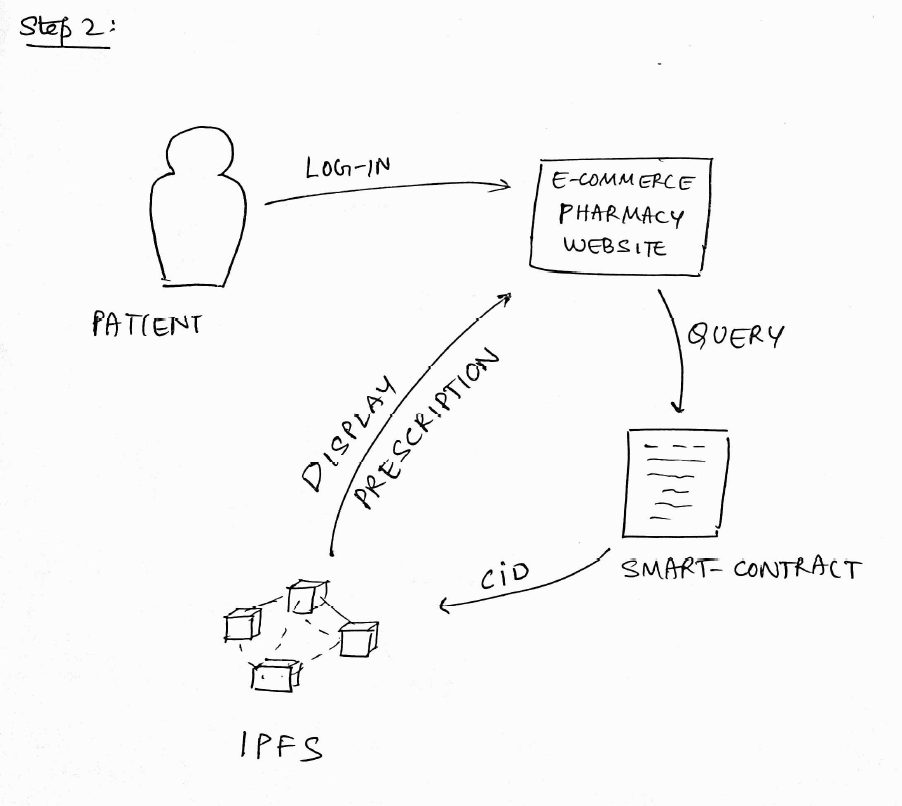 Step 2:
LOG-IN
E-COMMERCE
PHARMACY
WEBSITE
PATIENT
QUERY
DISPLAY
PRESCRIPTION
CID
SMART-CONTRACT
IPFS